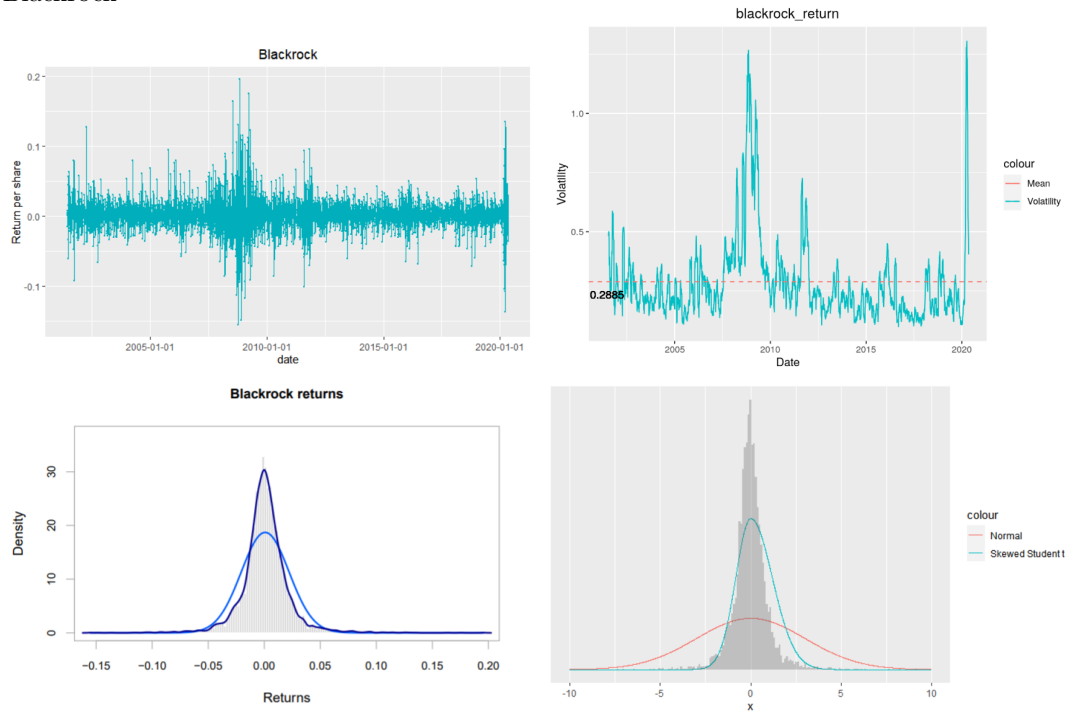 Blackrock
Blackrock
0.2
0.1
0.0
-0.1
Return per share
2005-01-01
2010-01-01
2015-01-01
2020-01-01
date
blackrock_return
1.0
0.5
Volatility
0.2885
2005
2010
2015
2020
Date
colour
Mean
Volatility
Blackrock returns
30
20
10
0
Density
−0.15
−0.10
−0.05
0.00
0.05
0.10
0.15
0.20
Returns
-10
-5
0
5
10
x
colour
Normal
Skewed Student t